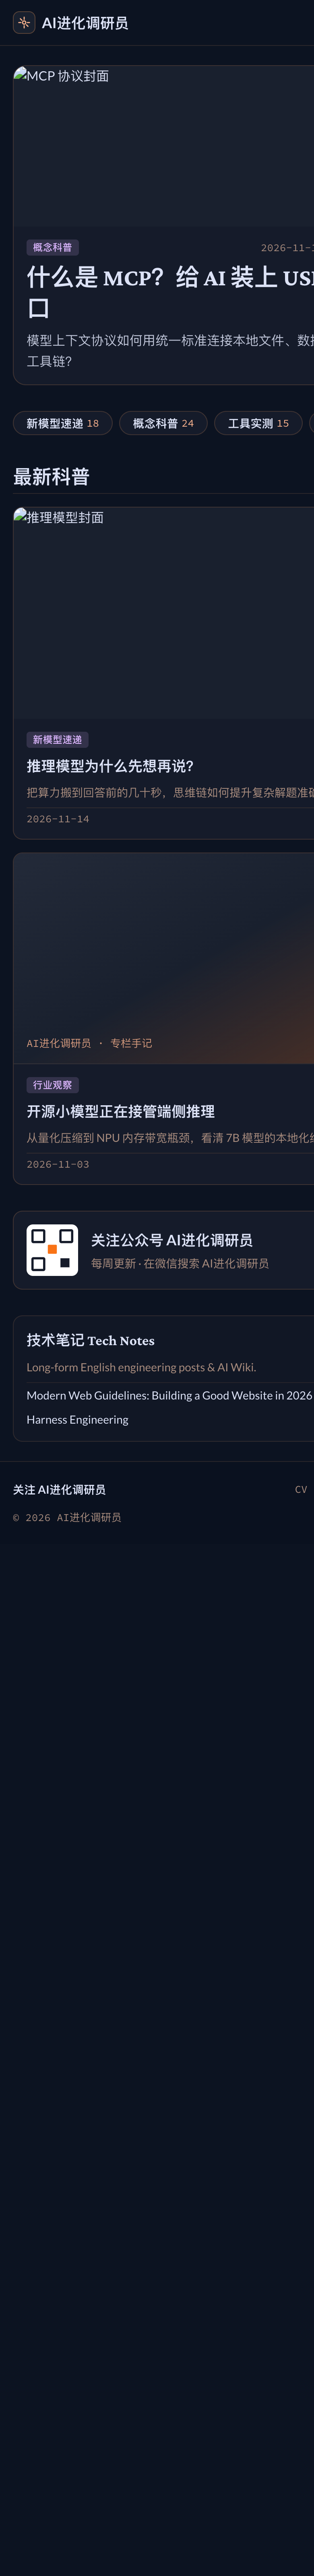 AI进化调研员
MCP 协议封面
概念科普
2026-11-1
什么是 MCP？给 AI 装上 USB
口
模型上下文协议如何用统一标准连接本地文件、数据
工具链？
新模型速递 18
概念科普 24
工具实测 15
最新科普
推理模型封面
新模型速递
推理模型为什么先想再说？
把算力搬到回答前的几十秒，思维链如何提升复杂解题准确
2026-11-14
AI进化调研员 · 专栏手记
行业观察
开源小模型正在接管端侧推理
从量化压缩到 NPU 内存带宽瓶颈，看清 7B 模型的本地化
2026-11-03
关注公众号 AI进化调研员
每周更新 · 在微信搜索 AI进化调研员
技术笔记 Tech Notes
Long-form English engineering posts & AI Wiki.
Modern Web Guidelines: Building a Good Website in 2026
Harness Engineering
关注 AI进化调研员
CV
© 2026 AI进化调研员